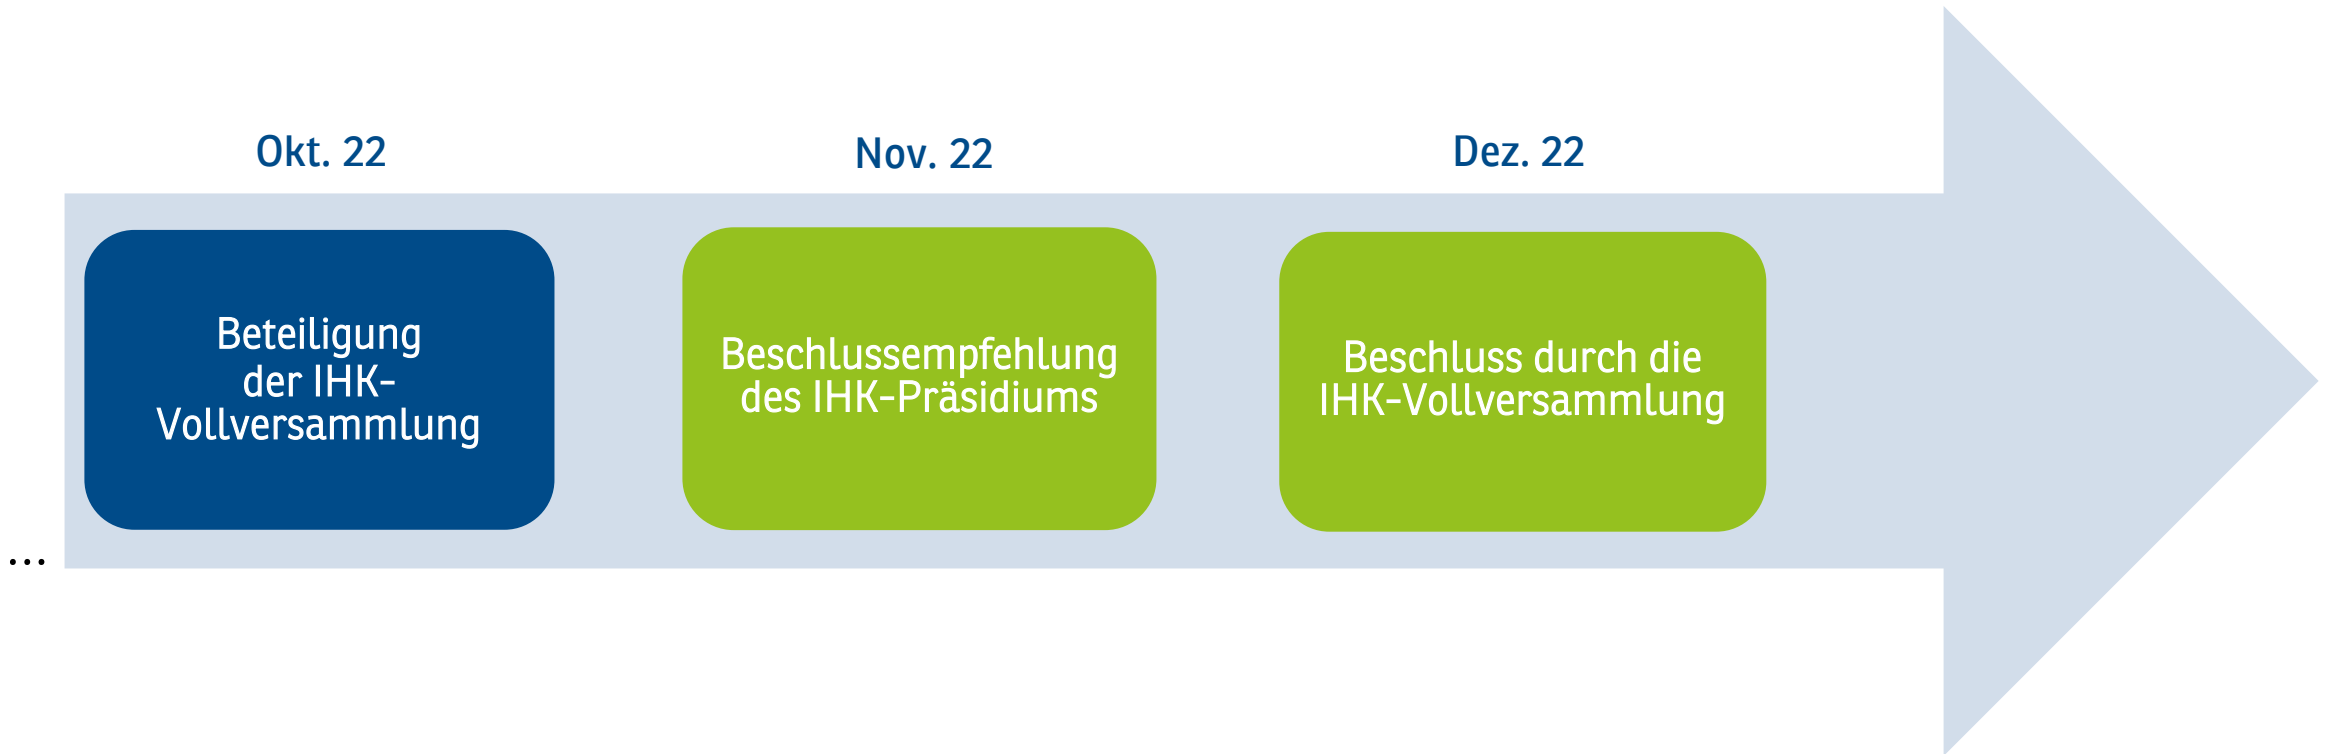 Okt. 22
Nov. 22
Dez. 22
Beteiligung
der IHK-
Vollversammlung
Beschlussempfehlung
des IHK-Präsidiums
Beschluss durch die
IHK-Vollversammlung
...